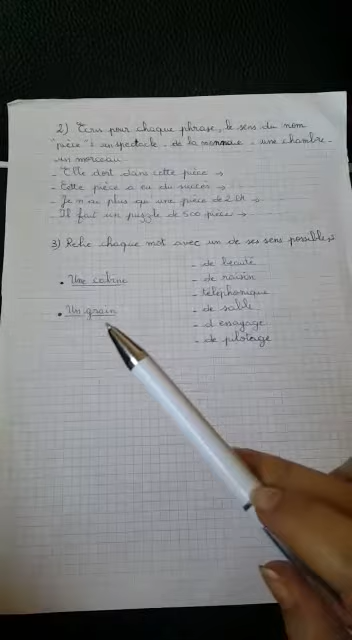 2) Ecris pour chaque phrase, le sens du nom
"pièce" : un spectacle - de la monnaie - une chambre -
un morceau
- Elle dort dans cette pièce →
- Cette pièce a eu du succès →
- Je n'ai plus qu'une pièce de 2 DH →
- Il fait un puzzle de 500 pièces →
3) Relie chaque mot avec un de ses sens possibles :
• Une cabine
• Un grain
- de beauté
- de raisin
- téléphonique
- de sable
- d'essayage
- de pilotage